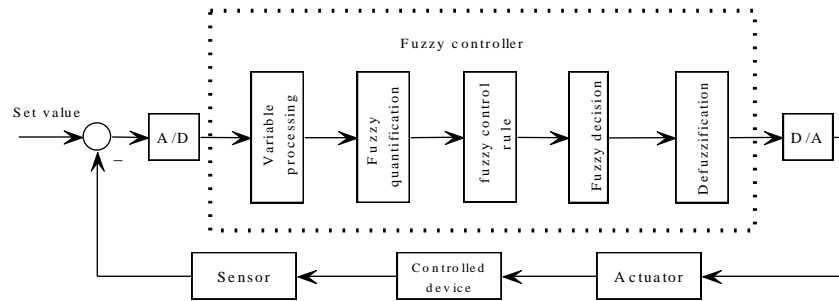 Fuzzy controller
Set value
A/D
Variable
processing
Fuzzy
quantification
fuzzy control
rule
Fuzzy decision
Defuzzification
D/A
–
Sensor
Controlled
device
Actuator